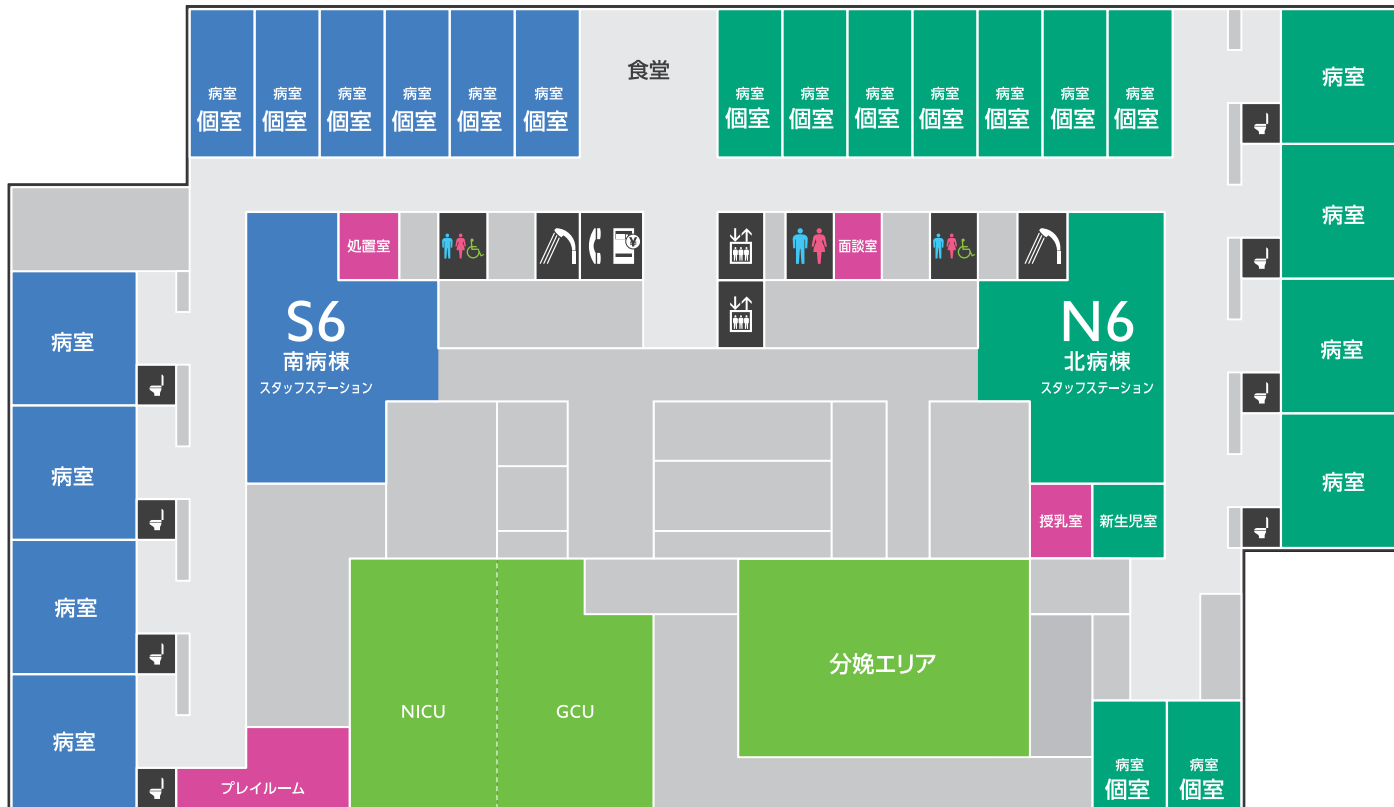 病室
個室
病室
個室
病室
個室
病室
個室
病室
個室
病室
個室
食堂
病室
個室
病室
個室
病室
個室
病室
個室
病室
個室
病室
個室
病室
個室
病室
病室
病室
病室
処置室
¥
面談室
S6
南病棟
スタッフステーション
N6
北病棟
スタッフステーション
病室
病室
病室
病室
授乳室
新生児室
分娩エリア
NICU
GCU
プレイルーム
病室
個室
病室
個室